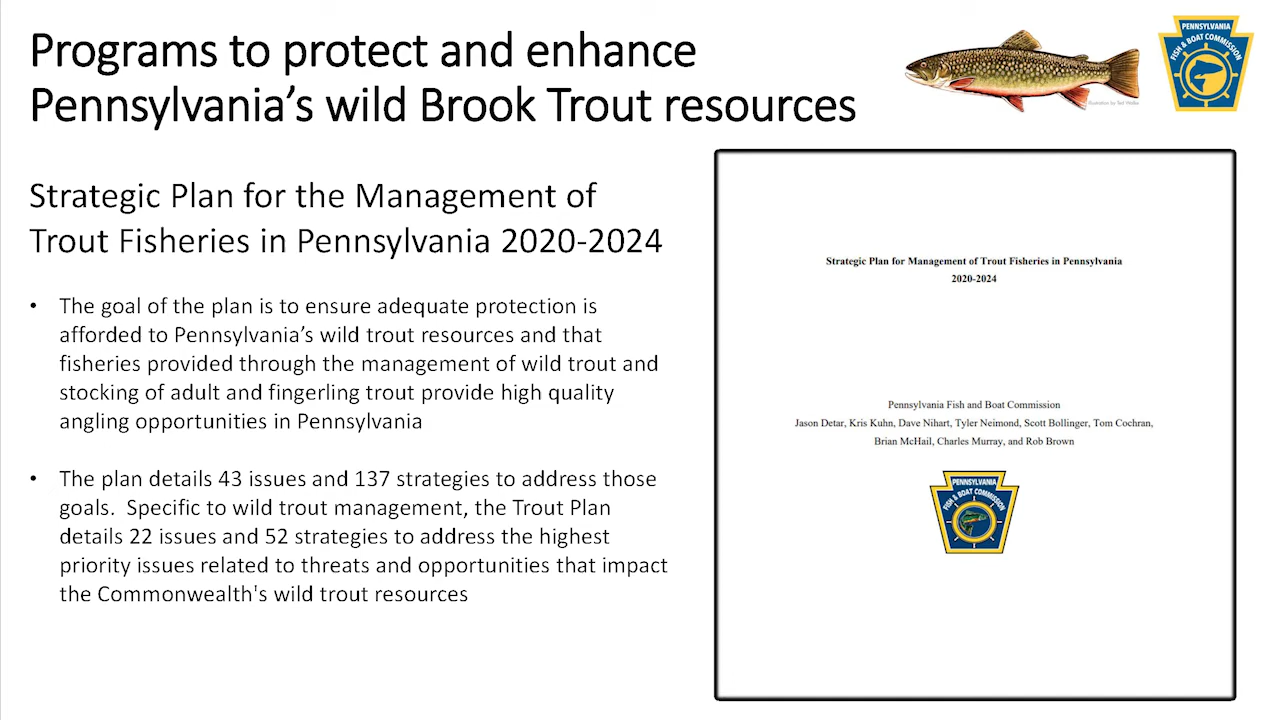 Programs to protect and enhance
Pennsylvania’s wild Brook Trout resources
Illustration by Ted Walke
PENNSYLVANIA
FISH & BOAT COMMISSION
Strategic Plan for the Management of
Trout Fisheries in Pennsylvania 2020-2024
• The goal of the plan is to ensure adequate protection is
afforded to Pennsylvania’s wild trout resources and that
fisheries provided through the management of wild trout and
stocking of adult and fingerling trout provide high quality
angling opportunities in Pennsylvania
• The plan details 43 issues and 137 strategies to address those
goals.  Specific to wild trout management, the Trout Plan
details 22 issues and 52 strategies to address the highest
priority issues related to threats and opportunities that impact
the Commonwealth's wild trout resources
Strategic Plan for Management of Trout Fisheries in Pennsylvania
2020-2024
Pennsylvania Fish and Boat Commission
Jason Detar, Kris Kuhn, Dave Nihart, Tyler Neimond, Scott Bollinger, Tom Cochran,
Brian McHail, Charles Murray, and Rob Brown
PENNSYLVANIA
FISH & BOAT COMMISSION